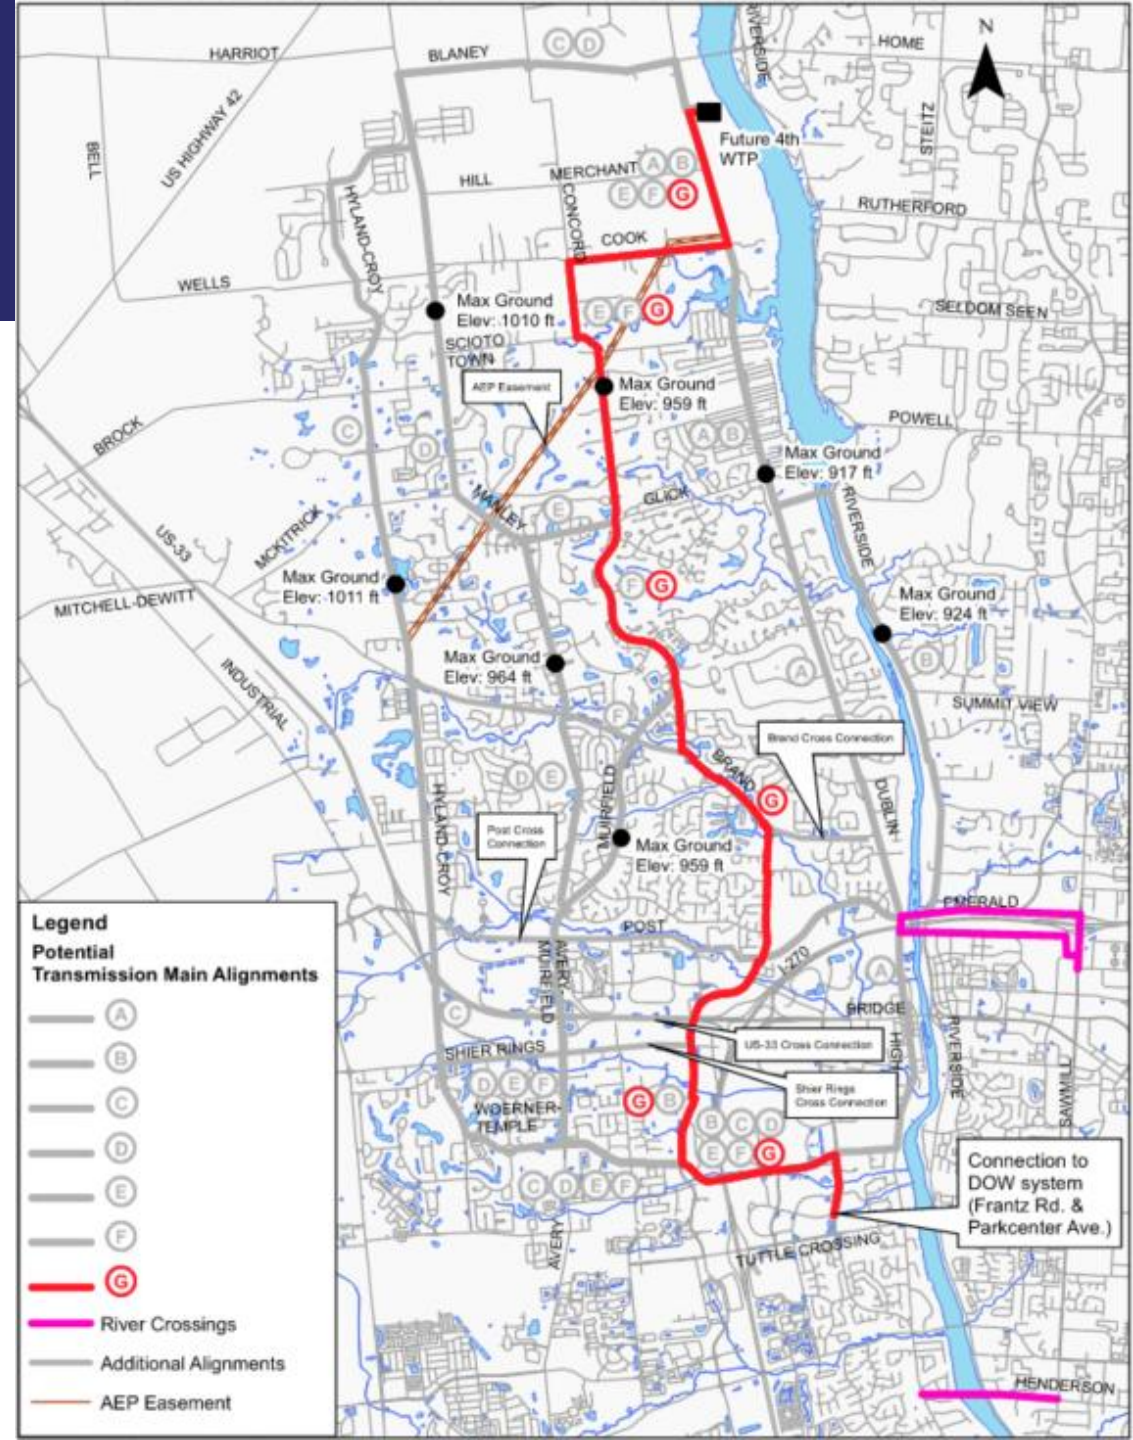 HARRIOT
BLANEY
C D
RIVERSIDE
HOME
N
US HIGHWAY 42
BELL
STEITZ
Future 4th
WTP
MERCHANT
A B
E F G
HILL
CONCORD
HYLAND-CROY
RUTHERFORD
COOK
WELLS
Max Ground
Elev: 1010 ft
E F G
SELDOM SEEN
SCIOTO
TOWN
AEP Easement
Max Ground
Elev: 959 ft
BROCK
C
D
A B
POWELL
Max Ground
Elev: 917 ft
MANLEY
GLICK
E
RIVERSIDE
US-33
MCKITRICK
Max Ground
Elev: 1011 ft
F G
MITCHELL-DEWITT
Max Ground
Elev: 924 ft
B
Max Ground
Elev: 964 ft
A
INDUSTRIAL
SUMMIT VIEW
F
Brand Cross Connection
BRAND
D E
G
MUIRFIELD
DUBLIN
HYLAND-CROY
Post Cross
Connection
Max Ground
Elev: 959 ft
EMERALD
POST
AVERY-
MUIRFIELD
I-270
A
C
BRIDGE
US-33 Cross Connection
SHIER RINGS
HIGH
RIVERSIDE
SAWMILL
Shier Rings
Cross Connection
D E F
WOERNER-
TEMPLE
G B
B C D
E F G
C D E F
Connection to
DOW system
(Frantz Rd. &
Parkcenter Ave.)
AVERY
TUTTLE CROSSING
HENDERSON
Legend
Potential
Transmission Main Alignments
A
B
C
D
E
F
G
River Crossings
Additional Alignments
AEP Easement